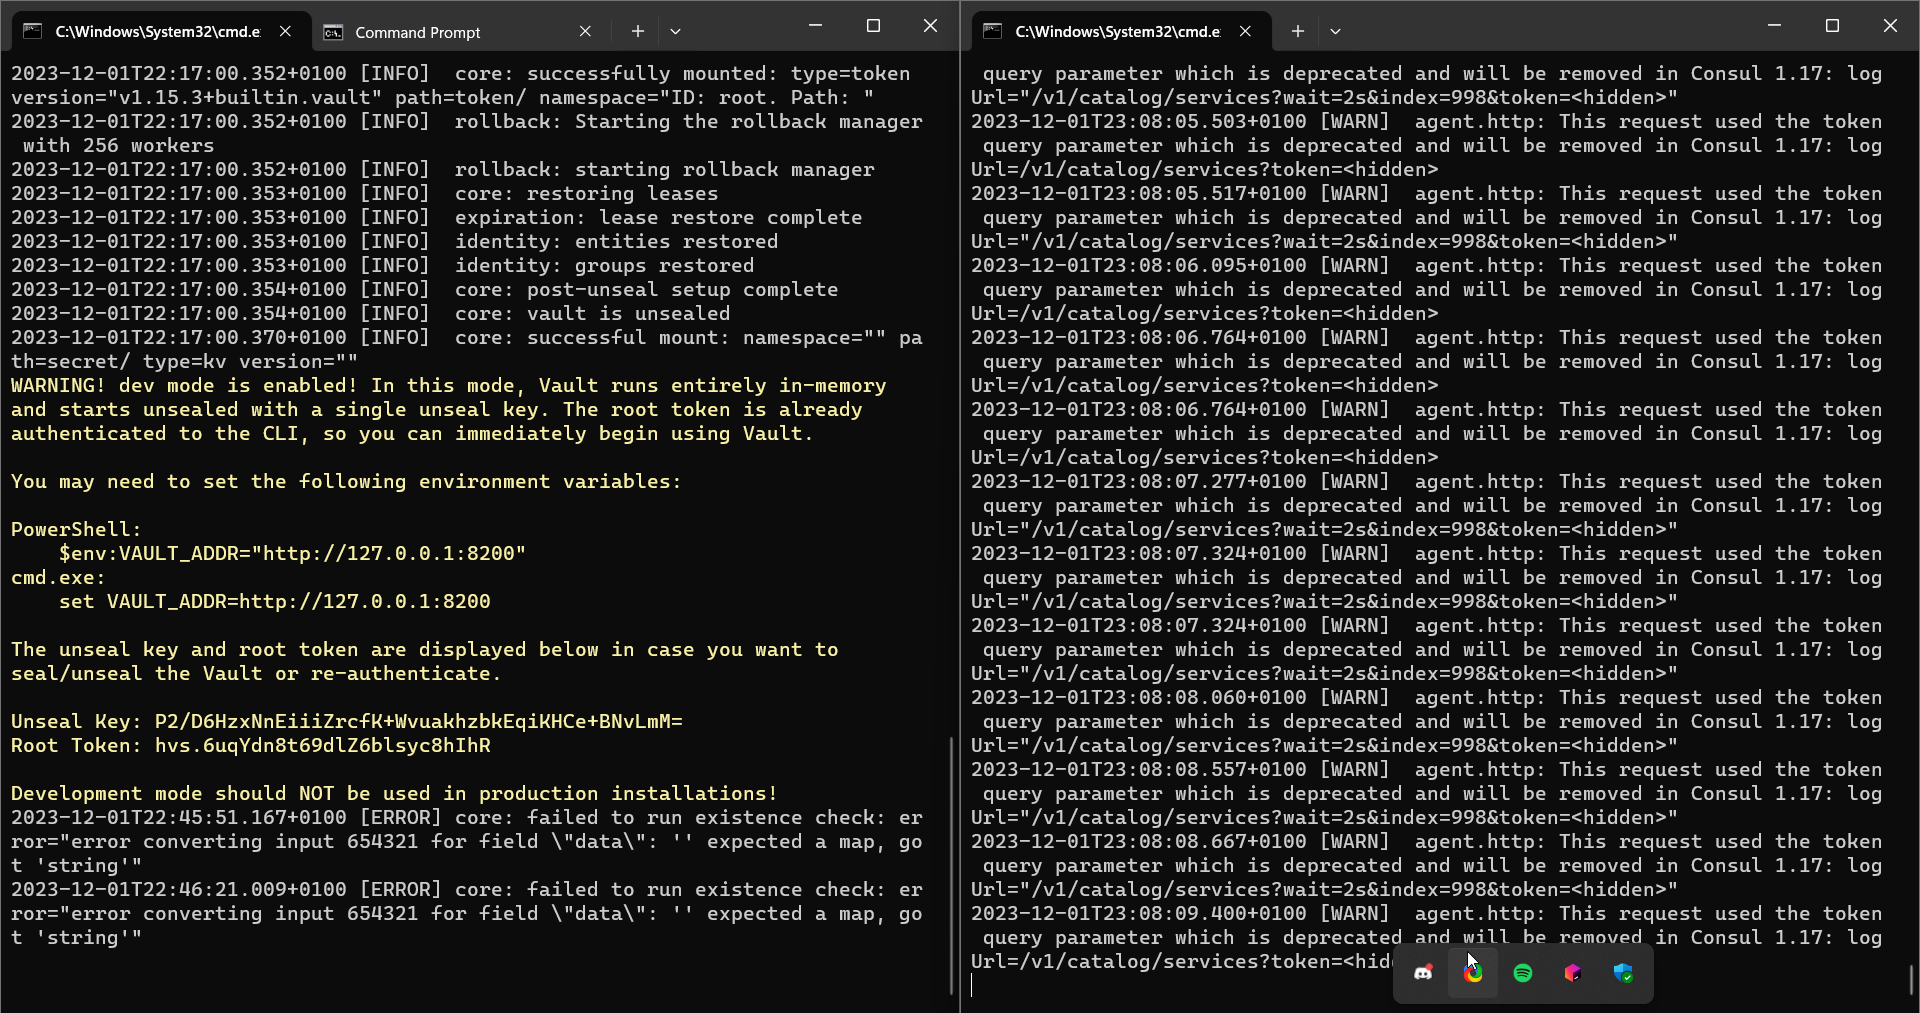 C:\Windows\System32\cmd.e
Command Prompt
2023-12-01T22:17:00.352+0100 [INFO]  core: successfully mounted: type=token
version="v1.15.3+builtin.vault" path=token/ namespace="ID: root. Path: "
2023-12-01T22:17:00.352+0100 [INFO]  rollback: Starting the rollback manager
 with 256 workers
2023-12-01T22:17:00.352+0100 [INFO]  rollback: starting rollback manager
2023-12-01T22:17:00.353+0100 [INFO]  core: restoring leases
2023-12-01T22:17:00.353+0100 [INFO]  expiration: lease restore complete
2023-12-01T22:17:00.353+0100 [INFO]  identity: entities restored
2023-12-01T22:17:00.353+0100 [INFO]  identity: groups restored
2023-12-01T22:17:00.354+0100 [INFO]  core: post-unseal setup complete
2023-12-01T22:17:00.354+0100 [INFO]  core: vault is unsealed
2023-12-01T22:17:00.370+0100 [INFO]  core: successful mount: namespace="" pa
th=secret/ type=kv version=""
WARNING! dev mode is enabled! In this mode, Vault runs entirely in-memory
and starts unsealed with a single unseal key. The root token is already
authenticated to the CLI, so you can immediately begin using Vault.
You may need to set the following environment variables:
PowerShell:
    $env:VAULT_ADDR="http://127.0.0.1:8200"
cmd.exe:
    set VAULT_ADDR=http://127.0.0.1:8200
The unseal key and root token are displayed below in case you want to
seal/unseal the Vault or re-authenticate.
Unseal Key: P2/D6HzxNnEiiiZrcfK+WvuakhzbkEqiKHCe+BNvLmM=
Root Token: hvs.6uqYdn8t69dlZ6blsyc8hIhR
Development mode should NOT be used in production installations!
2023-12-01T22:45:51.167+0100 [ERROR] core: failed to run existence check: er
ror="error converting input 654321 for field \"data\": '' expected a map, go
t 'string'"
2023-12-01T22:46:21.009+0100 [ERROR] core: failed to run existence check: er
ror="error converting input 654321 for field \"data\": '' expected a map, go
t 'string'"
C:\Windows\System32\cmd.e
 query parameter which is deprecated and will be removed in Consul 1.17: log
Url="/v1/catalog/services?wait=2s&index=998&token=<hidden>"
2023-12-01T23:08:05.503+0100 [WARN]  agent.http: This request used the token
 query parameter which is deprecated and will be removed in Consul 1.17: log
Url=/v1/catalog/services?token=<hidden>
2023-12-01T23:08:05.517+0100 [WARN]  agent.http: This request used the token
 query parameter which is deprecated and will be removed in Consul 1.17: log
Url="/v1/catalog/services?wait=2s&index=998&token=<hidden>"
2023-12-01T23:08:06.095+0100 [WARN]  agent.http: This request used the token
 query parameter which is deprecated and will be removed in Consul 1.17: log
Url=/v1/catalog/services?token=<hidden>
2023-12-01T23:08:06.764+0100 [WARN]  agent.http: This request used the token
 query parameter which is deprecated and will be removed in Consul 1.17: log
Url=/v1/catalog/services?token=<hidden>
2023-12-01T23:08:06.764+0100 [WARN]  agent.http: This request used the token
 query parameter which is deprecated and will be removed in Consul 1.17: log
Url=/v1/catalog/services?token=<hidden>
2023-12-01T23:08:07.277+0100 [WARN]  agent.http: This request used the token
 query parameter which is deprecated and will be removed in Consul 1.17: log
Url="/v1/catalog/services?wait=2s&index=998&token=<hidden>"
2023-12-01T23:08:07.324+0100 [WARN]  agent.http: This request used the token
 query parameter which is deprecated and will be removed in Consul 1.17: log
Url="/v1/catalog/services?wait=2s&index=998&token=<hidden>"
2023-12-01T23:08:07.324+0100 [WARN]  agent.http: This request used the token
 query parameter which is deprecated and will be removed in Consul 1.17: log
Url="/v1/catalog/services?wait=2s&index=998&token=<hidden>"
2023-12-01T23:08:08.060+0100 [WARN]  agent.http: This request used the token
 query parameter which is deprecated and will be removed in Consul 1.17: log
Url="/v1/catalog/services?wait=2s&index=998&token=<hidden>"
2023-12-01T23:08:08.557+0100 [WARN]  agent.http: This request used the token
 query parameter which is deprecated and will be removed in Consul 1.17: log
Url="/v1/catalog/services?wait=2s&index=998&token=<hidden>"
2023-12-01T23:08:08.667+0100 [WARN]  agent.http: This request used the token
 query parameter which is deprecated and will be removed in Consul 1.17: log
Url="/v1/catalog/services?wait=2s&index=998&token=<hidden>"
2023-12-01T23:08:09.400+0100 [WARN]  agent.http: This request used the token
 query parameter which is deprecated and will be removed in Consul 1.17: log
Url=/v1/catalog/services?token=<hid